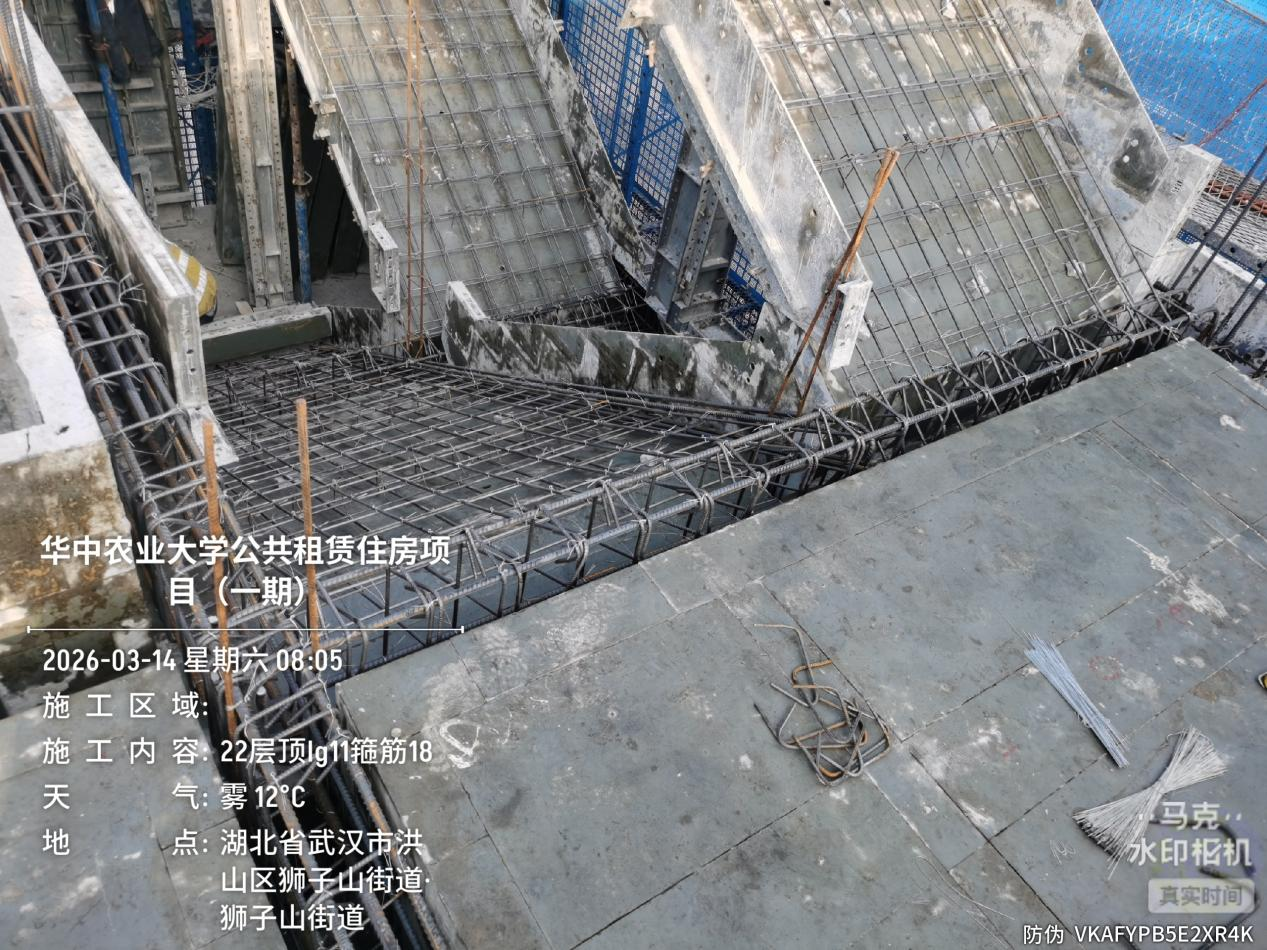 华中农业大学公共租赁住房项
目（一期）
2026-03-14 星期六 08:05
施工区域:
施工内容: 22层顶lg11箍筋18
天气: 雾 12°C
地点: 湖北省武汉市洪
山区狮子山街道·
狮子山街道
马克
水印相机
真实时间
防伪 VKAFYPB5E2XR4K